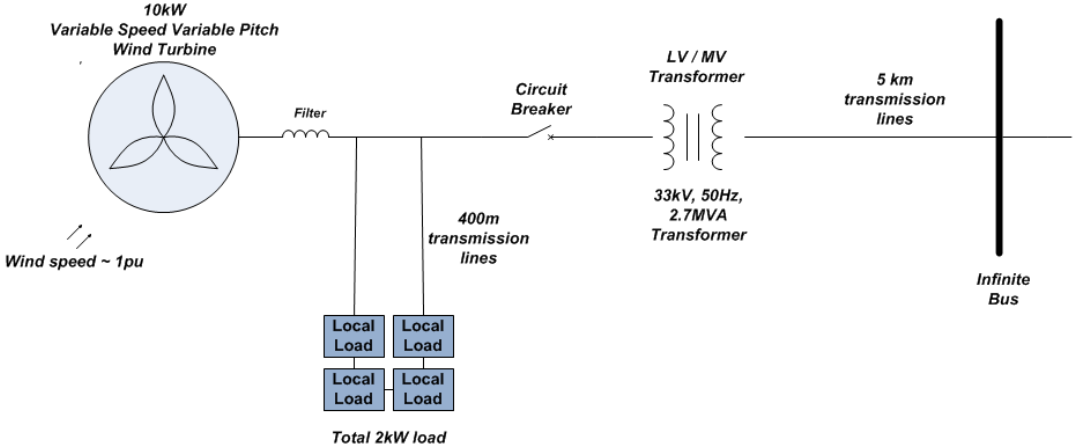 10kW
Variable Speed Variable Pitch
Wind Turbine
Filter
Circuit
Breaker
LV / MV
Transformer
5 km
transmission
lines
33kV, 50Hz,
2.7MVA
Transformer
400m
transmission
lines
Wind speed ~ 1pu
Infinite
Bus
Local
Load
Local
Load
Local
Load
Local
Load
Total 2kW load